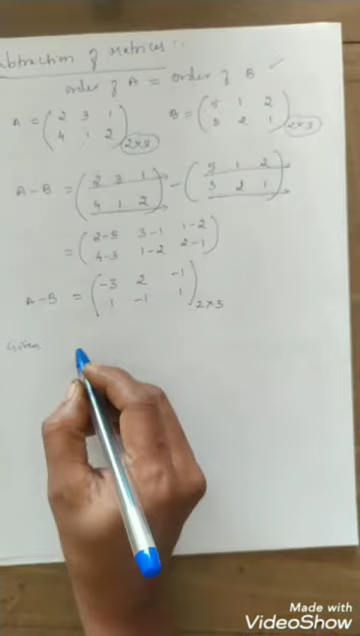 Subtraction of Matrices :-
order of A = order of B ✓
A = (2 3 1
4 1 2) 2×3
B = (5 1 2
3 2 1) 2×3
A-B = (2 3 1
4 1 2) - (5 1 2
3 2 1)
= (2-5 3-1 1-2
4-3 1-2 2-1)
A-B = (-3 2 -1
1 -1 1) 2×3
Given
Made with
VideoShow